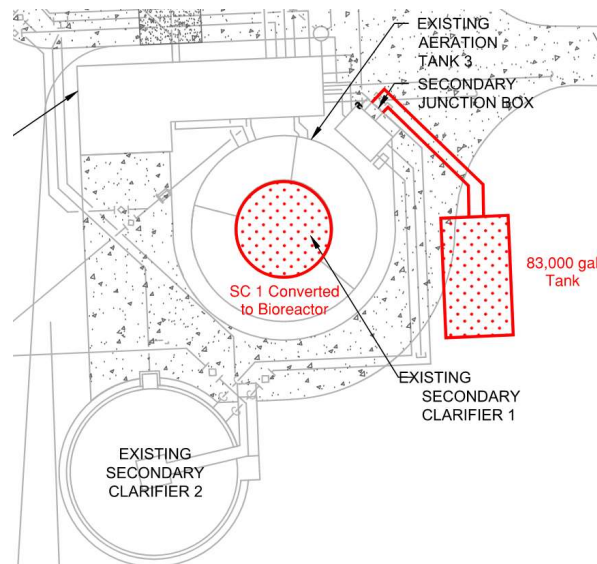 EXISTING
AERATION
TANK 3
SECONDARY
JUNCTION BOX
83,000 gal
Tank
SC 1 Converted
to Bioreactor
EXISTING
SECONDARY
CLARIFIER 1
EXISTING
SECONDARY
CLARIFIER 2